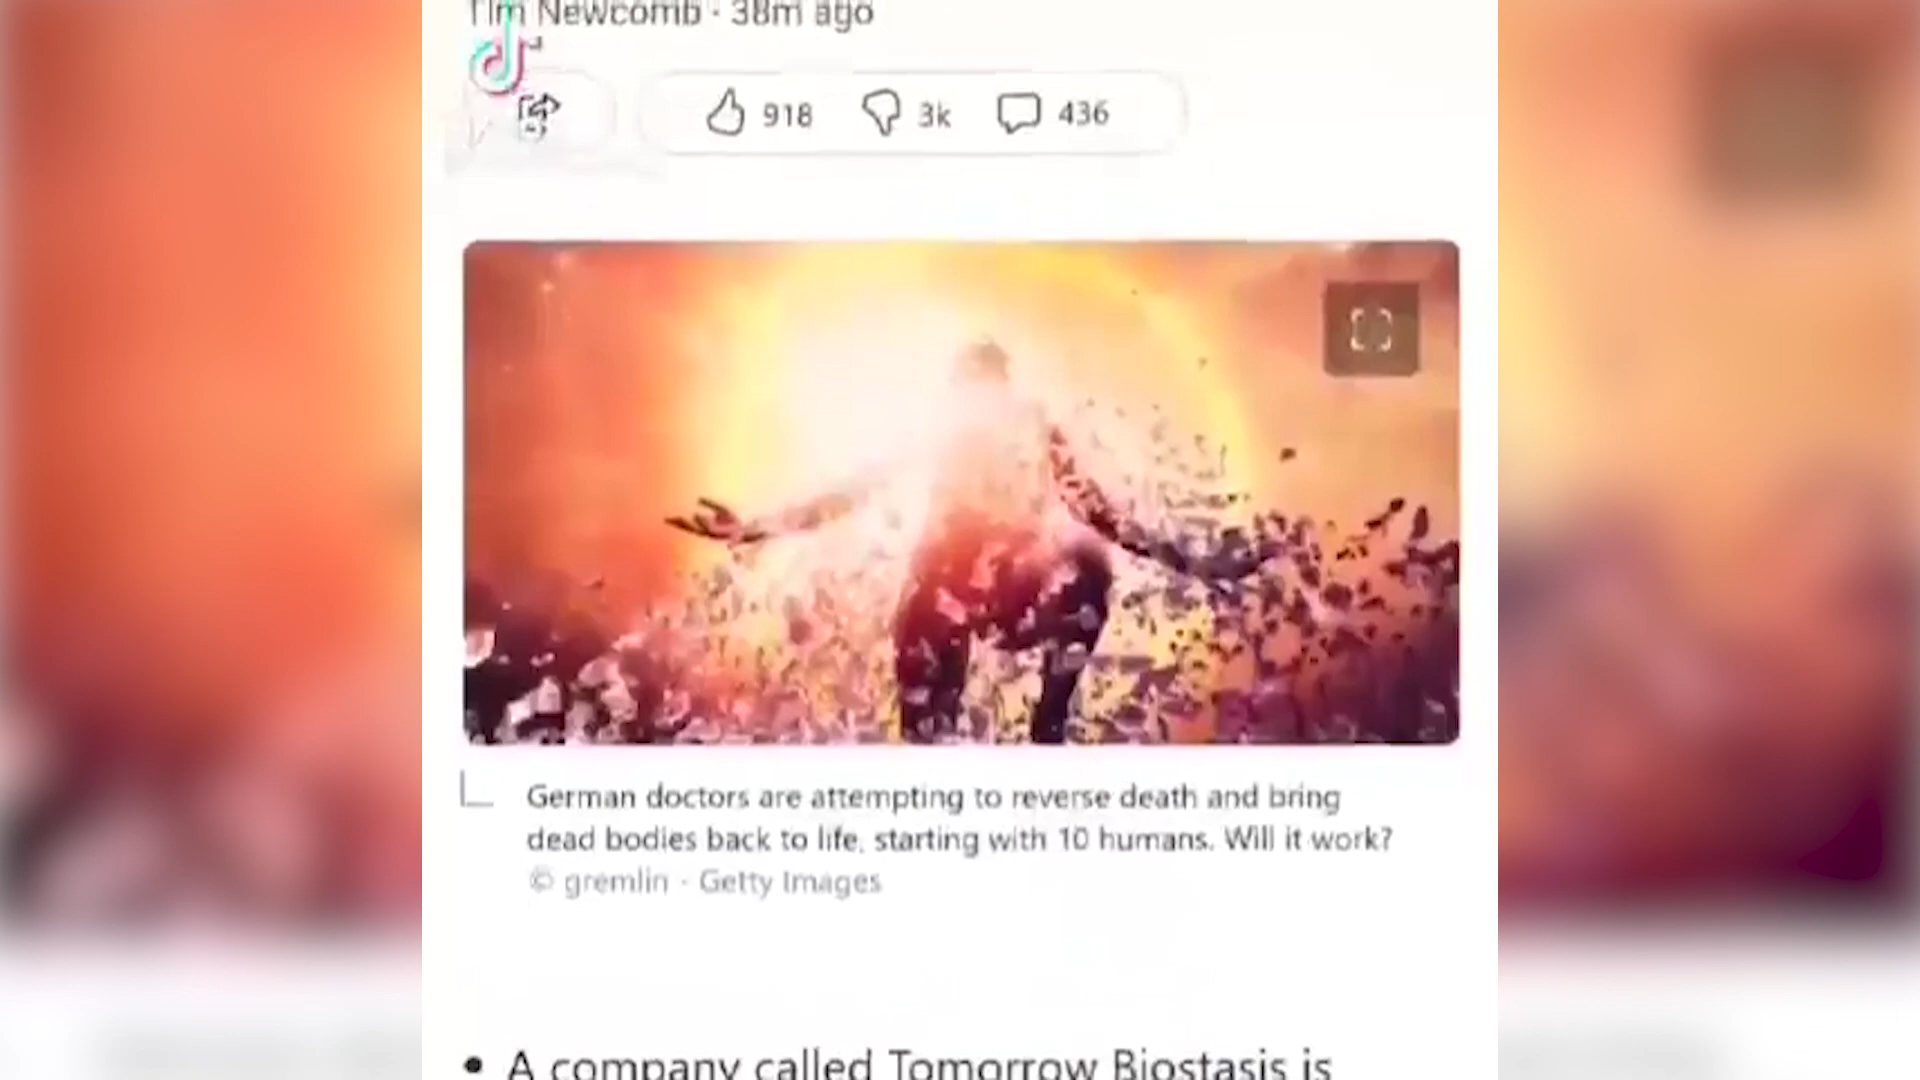 Tim Newcomb · 38m ago
918 3k 436
German doctors are attempting to reverse death and bring
dead bodies back to life, starting with 10 humans. Will it work?
© gremlin - Getty Images
• A company called Tomorrow Biostasis is